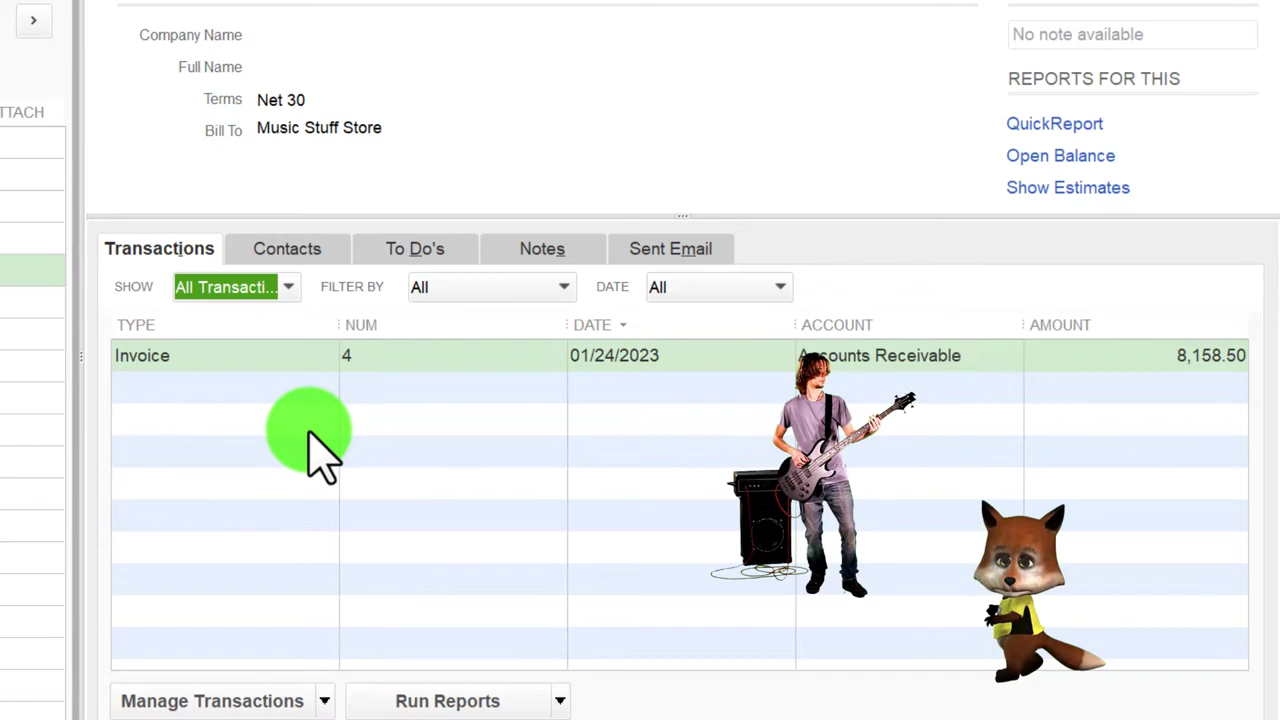 Company Name
No note available
Full Name
REPORTS FOR THIS
Terms Net 30
Bill To Music Stuff Store
QuickReport
Open Balance
Show Estimates
TTACH
Transactions Contacts To Do's Notes Sent Email
SHOW All Transacti... FILTER BY All DATE All
TYPE NUM DATE ACCOUNT AMOUNT
Invoice 4 01/24/2023 Accounts Receivable 8,158.50
Manage Transactions Run Reports